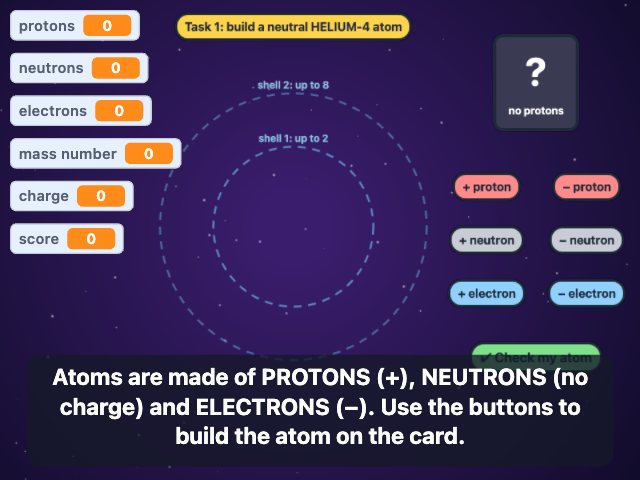 protons 0
Task 1: build a neutral HELIUM-4 atom
neutrons 0
electrons 0
mass number 0
charge 0
score 0
shell 2: up to 8
shell 1: up to 2
?
no protons
+ proton
– proton
+ neutron
– neutron
+ electron
– electron
✔ Check my atom
Atoms are made of PROTONS (+), NEUTRONS (no
charge) and ELECTRONS (–). Use the buttons to
build the atom on the card.